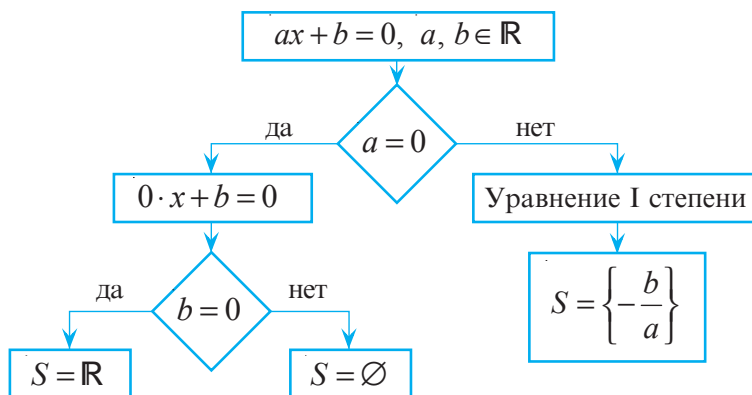 ax + b = 0, a, b ∈ ℝ
да
a = 0
нет
0 · x + b = 0
Уравнение I степени
да
b = 0
нет
S = {−b/a}
S = ℝ
S = ∅